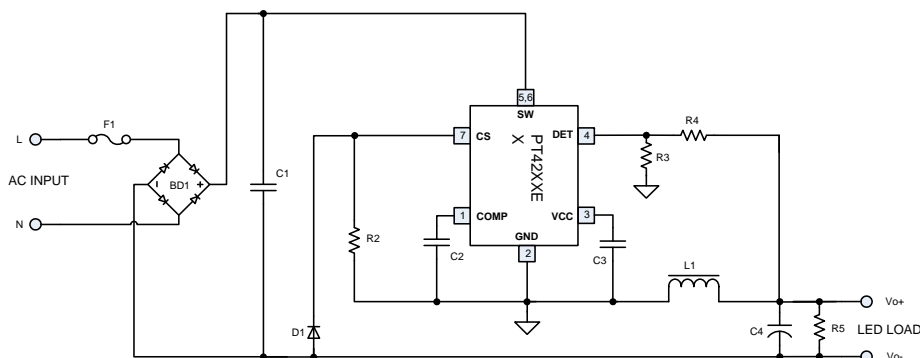 5,6
SW
F1
L
7
CS
DET
4
R4
PT42XXE
X
R3
AC INPUT
BD1
-
+
C1
N
1
COMP
VCC
3
R2
C2
GND
2
C3
L1
D1
Vo+
C4
R5
LED LOAD
Vo-